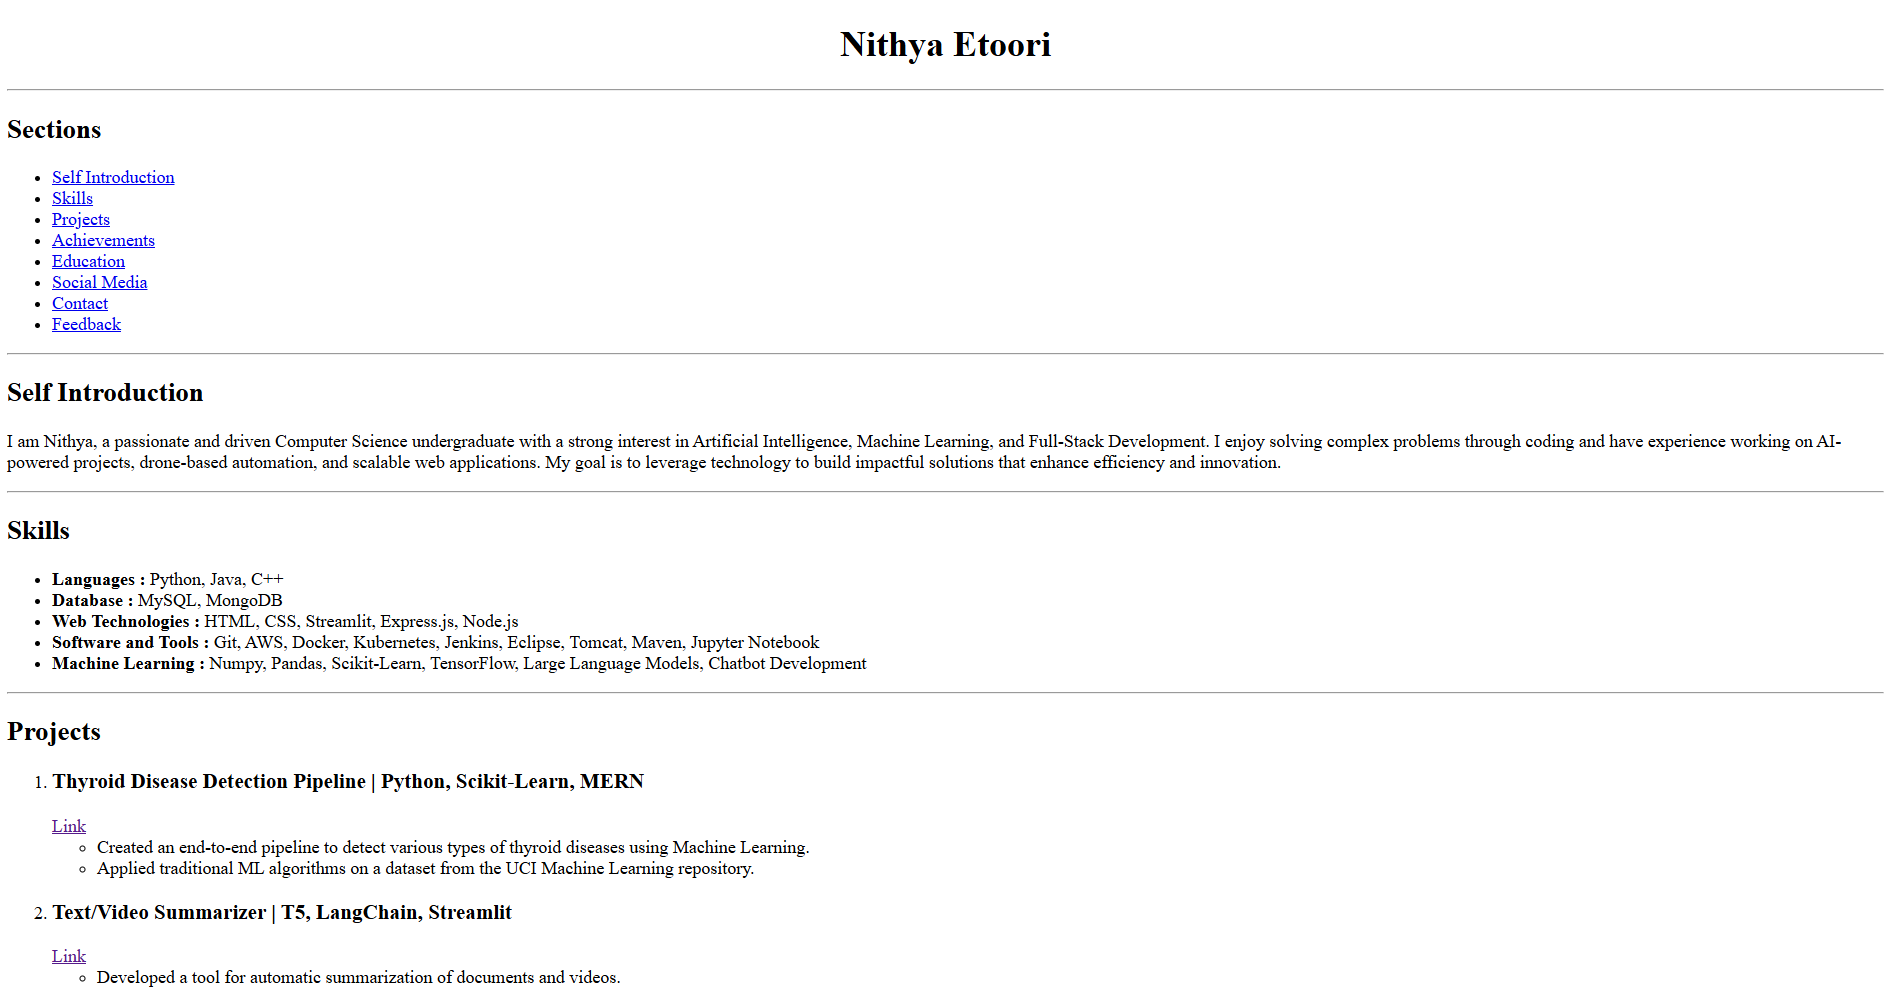 Nithya Etoori
Sections
Self Introduction
Skills
Projects
Achievements
Education
Social Media
Contact
Feedback
Self Introduction
I am Nithya, a passionate and driven Computer Science undergraduate with a strong interest in Artificial Intelligence, Machine Learning, and Full-Stack Development. I enjoy solving complex problems through coding and have experience working on AI-
powered projects, drone-based automation, and scalable web applications. My goal is to leverage technology to build impactful solutions that enhance efficiency and innovation.
Skills
Languages : Python, Java, C++
Database : MySQL, MongoDB
Web Technologies : HTML, CSS, Streamlit, Express.js, Node.js
Software and Tools : Git, AWS, Docker, Kubernetes, Jenkins, Eclipse, Tomcat, Maven, Jupyter Notebook
Machine Learning : Numpy, Pandas, Scikit-Learn, TensorFlow, Large Language Models, Chatbot Development
Projects
1. Thyroid Disease Detection Pipeline | Python, Scikit-Learn, MERN
Link
Created an end-to-end pipeline to detect various types of thyroid diseases using Machine Learning.
Applied traditional ML algorithms on a dataset from the UCI Machine Learning repository.
2. Text/Video Summarizer | T5, LangChain, Streamlit
Link
Developed a tool for automatic summarization of documents and videos.